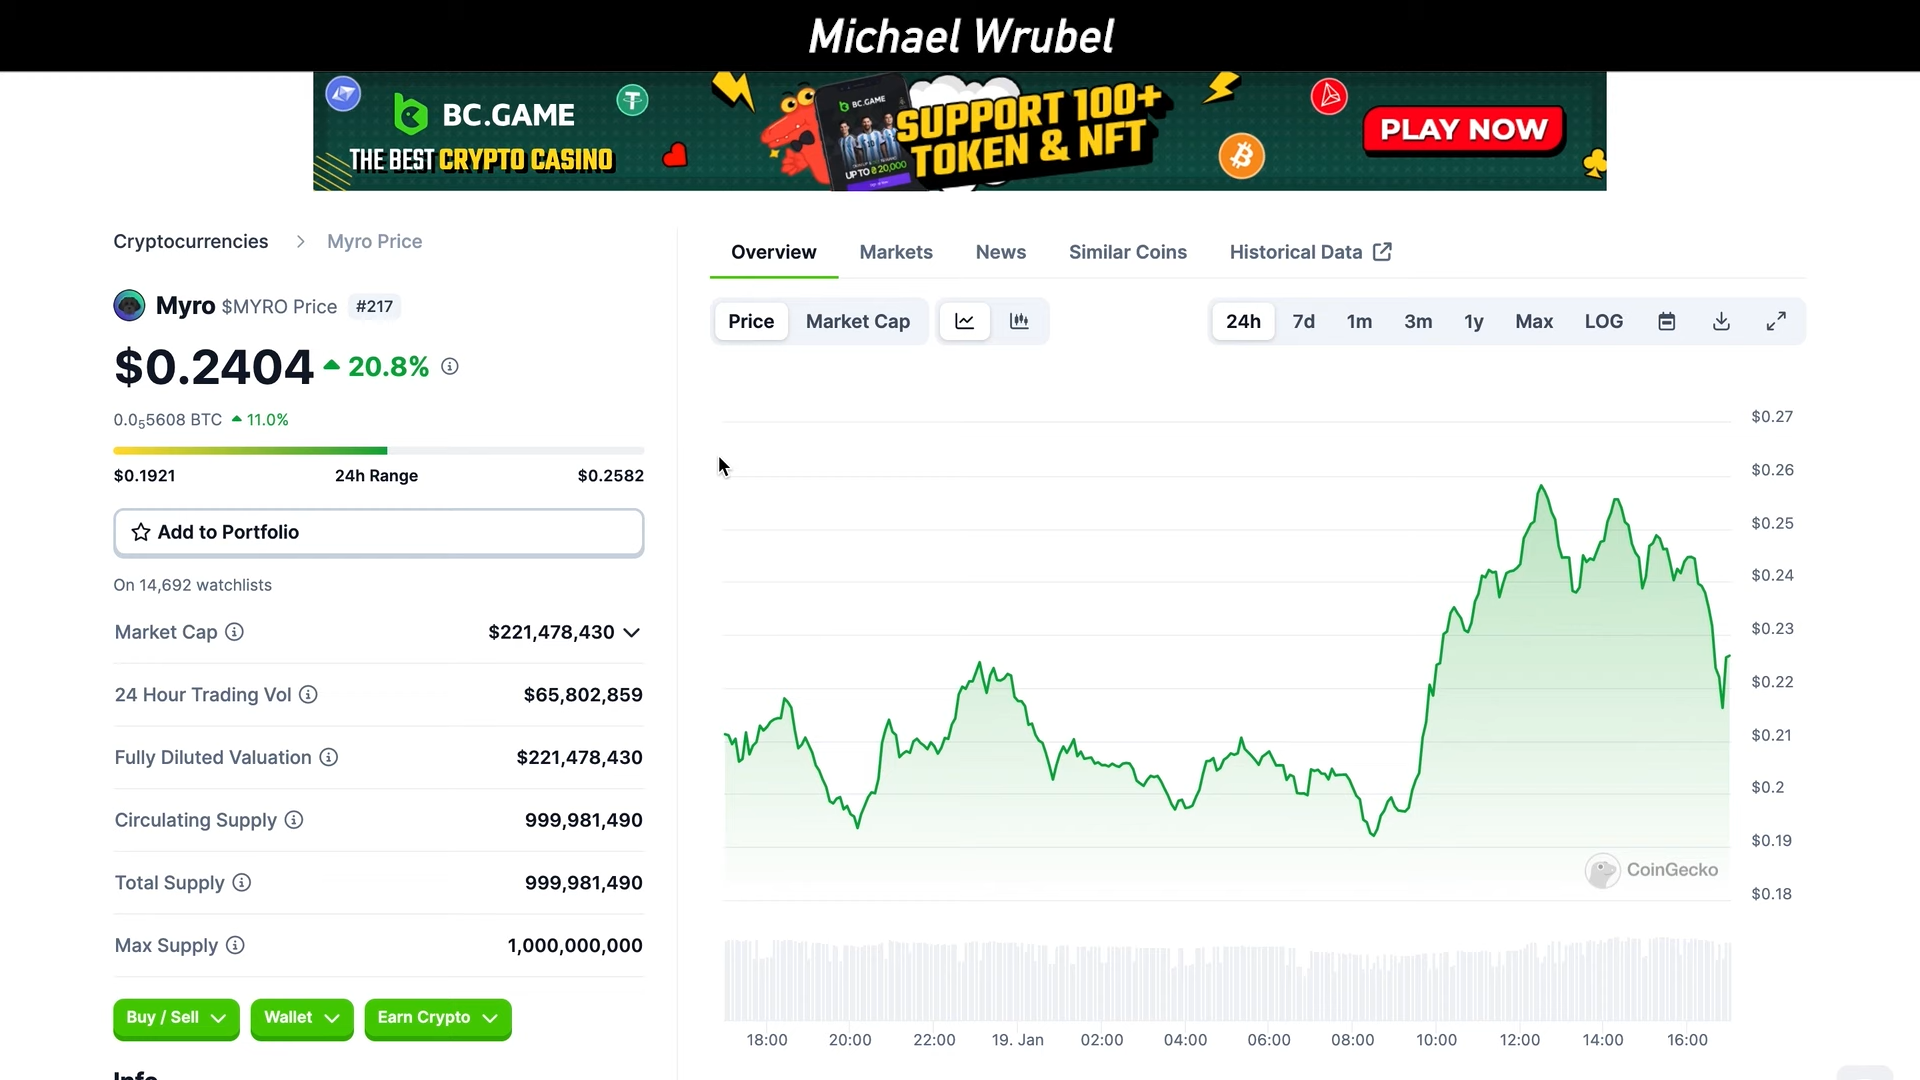 Michael Wrubel
BC.GAME
THE BEST CRYPTO CASINO
BC.GAME
UP TO ₿20,000
SUPPORT 100+
TOKEN & NFT
PLAY NOW
Cryptocurrencies
Myro Price
Myro $MYRO Price #217
$0.2404 20.8%
0.0₅5608 BTC 11.0%
$0.1921 24h Range $0.2582
Add to Portfolio
On 14,692 watchlists
Market Cap $221,478,430
24 Hour Trading Vol $65,802,859
Fully Diluted Valuation $221,478,430
Circulating Supply 999,981,490
Total Supply 999,981,490
Max Supply 1,000,000,000
Buy / Sell Wallet Earn Crypto
Info
Overview Markets News Similar Coins Historical Data
Price Market Cap
24h 7d 1m 3m 1y Max LOG
$0.27
$0.26
$0.25
$0.24
$0.23
$0.22
$0.21
$0.2
$0.19
$0.18
CoinGecko
18:00 20:00 22:00 19. Jan 02:00 04:00 06:00 08:00 10:00 12:00 14:00 16:00